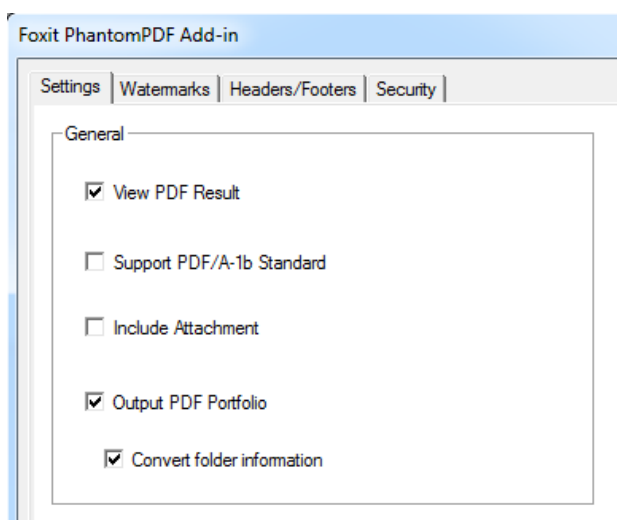 Foxit PhantomPDF Add-in
Settings Watermarks Headers/Footers Security
General
View PDF Result
Support PDF/A-1b Standard
Include Attachment
Output PDF Portfolio
Convert folder information